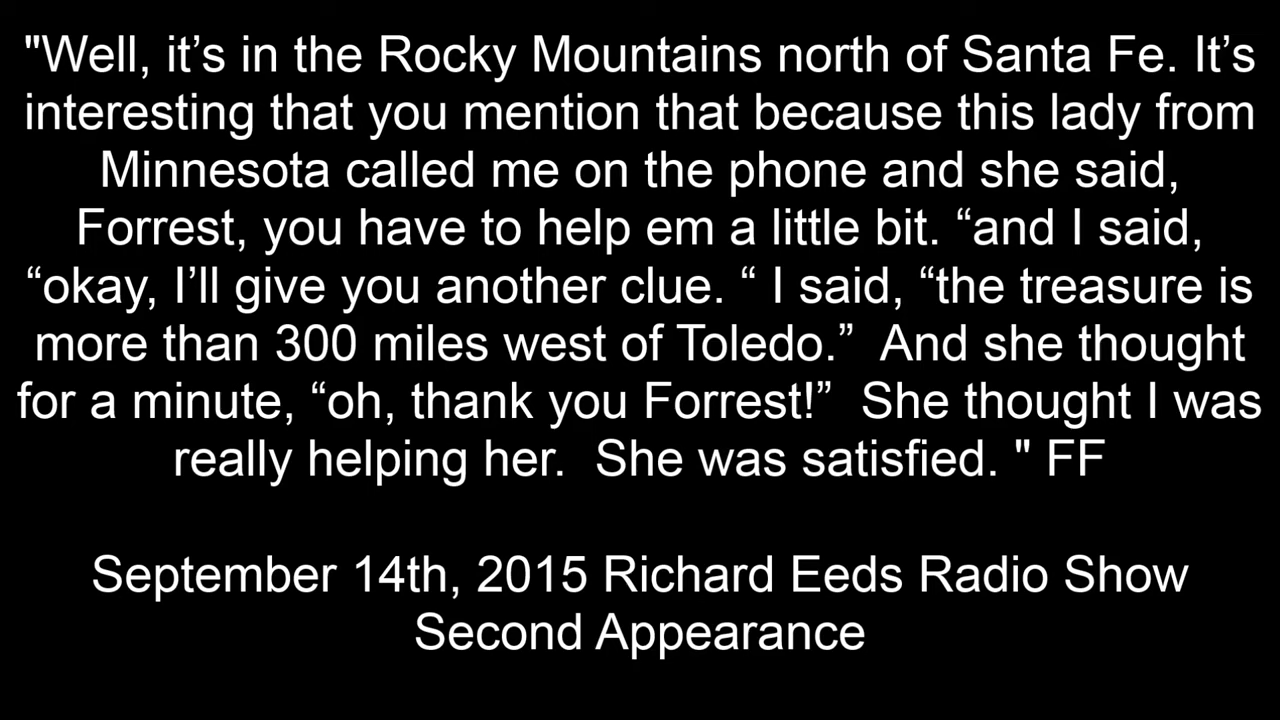 "Well, it’s in the Rocky Mountains north of Santa Fe. It’s
interesting that you mention that because this lady from
Minnesota called me on the phone and she said,
Forrest, you have to help em a little bit. “and I said,
“okay, I’ll give you another clue. “ I said, “the treasure is
more than 300 miles west of Toledo.”  And she thought
for a minute, “oh, thank you Forrest!”  She thought I was
really helping her.  She was satisfied. " FF
September 14th, 2015 Richard Eeds Radio Show
Second Appearance